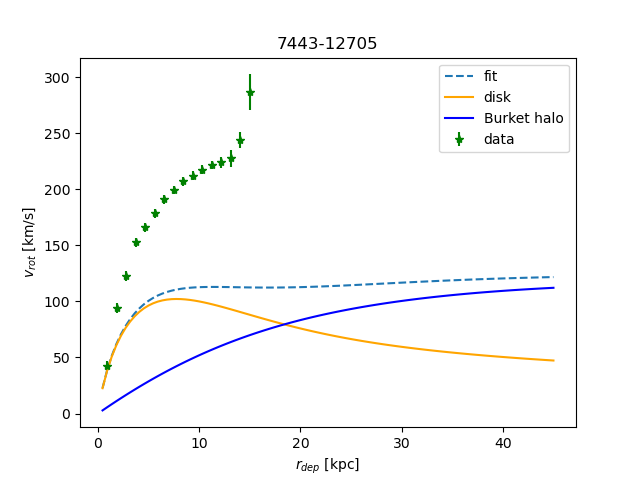 7443-12705
fit
disk
Burket halo
data
300
250
200
150
100
50
0
v_rot [km/s]
0 10 20 30 40
r_dep [kpc]